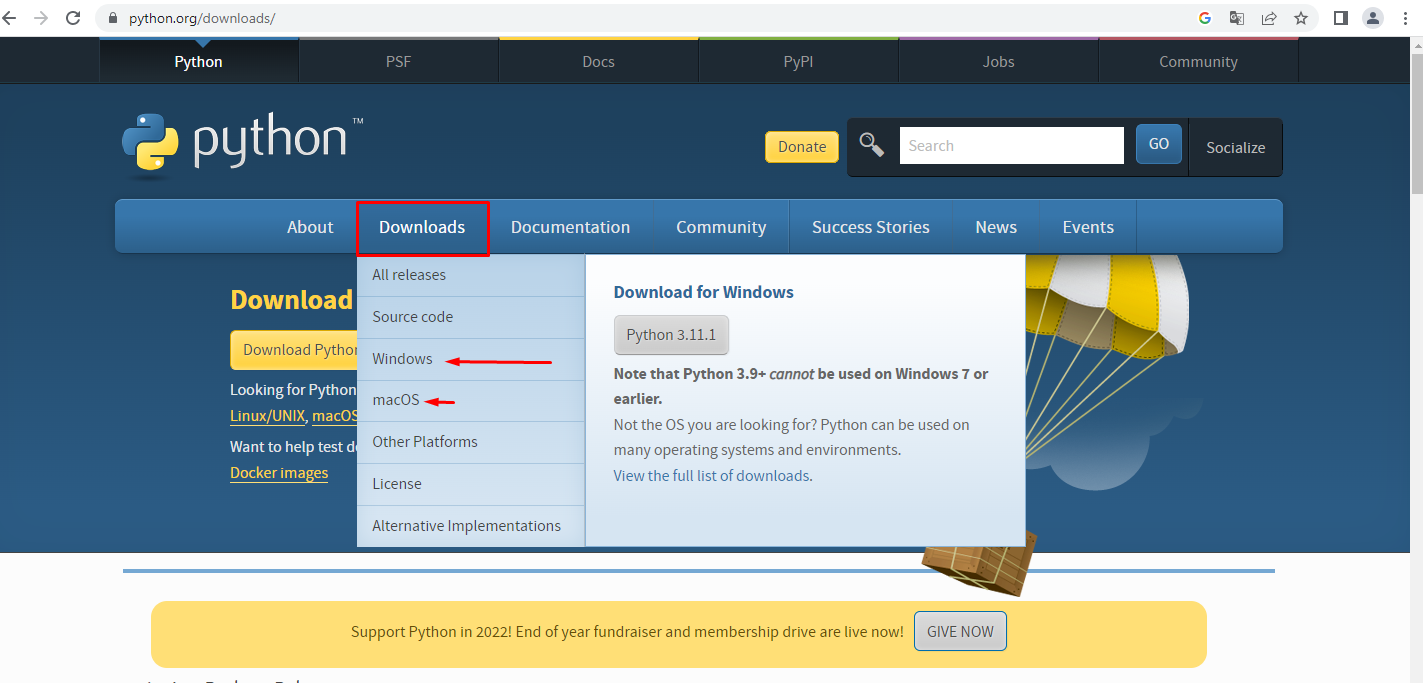 python.org/downloads/
Python PSF Docs PyPI Jobs Community
python™
Donate Search GO Socialize
About Downloads Documentation Community Success Stories News Events
All releases
Source code
Windows
macOS
Other Platforms
License
Alternative Implementations
Download for Windows
Python 3.11.1
Note that Python 3.9+ cannot be used on Windows 7 or
earlier.
Not the OS you are looking for? Python can be used on
many operating systems and environments.
View the full list of downloads.
Download
Download Python
Looking for Python
Linux/UNIX, macOS
Want to help test
Docker images
Support Python in 2022! End of year fundraiser and membership drive are live now! GIVE NOW